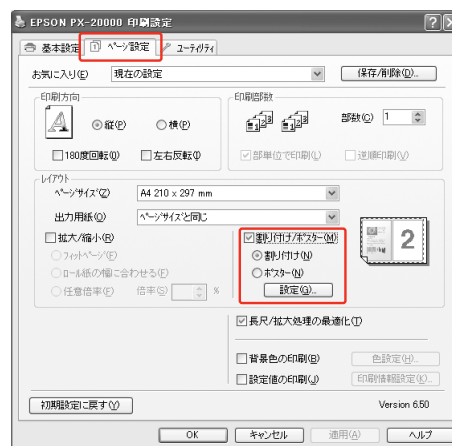 EPSON PX-20000 印刷設定
基本設定 ページ設定 ユーティリティ
お気に入り(E) 現在の設定 保存/削除(D)...
印刷方向
縦(P) 横(P)
180度回転(0) 左右反転(I)
印刷部数
部数(C) 1
部単位で印刷(L) 逆順印刷(V)
レイアウト
ページサイズ(Z) A4 210 x 297 mm
出力用紙(O) ページサイズと同じ
拡大/縮小(R)
フィットページ(F)
ロール紙の幅に合わせる(F)
任意倍率(F) 倍率(S) %
割り付け/ポスター(M)
割り付け(N)
ポスター(N)
設定(G)...
2
長尺/拡大処理の最適化(T)
背景色の印刷(B) 色設定(H)...
設定値の印刷(J) 印刷情報設定(K)...
初期設定に戻す(Y) Version 6.50
OK キャンセル 適用(A) ヘルプ